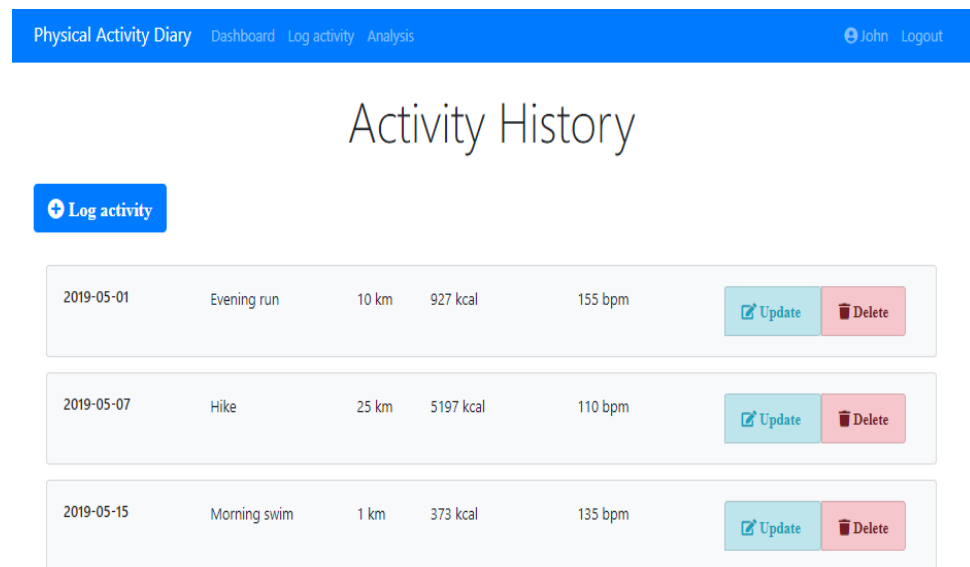 Physical Activity Diary Dashboard Log activity Analysis John Logout
Activity History
Log activity
2019-05-01 Evening run 10 km 927 kcal 155 bpm Update Delete
2019-05-07 Hike 25 km 5197 kcal 110 bpm Update Delete
2019-05-15 Morning swim 1 km 373 kcal 135 bpm Update Delete